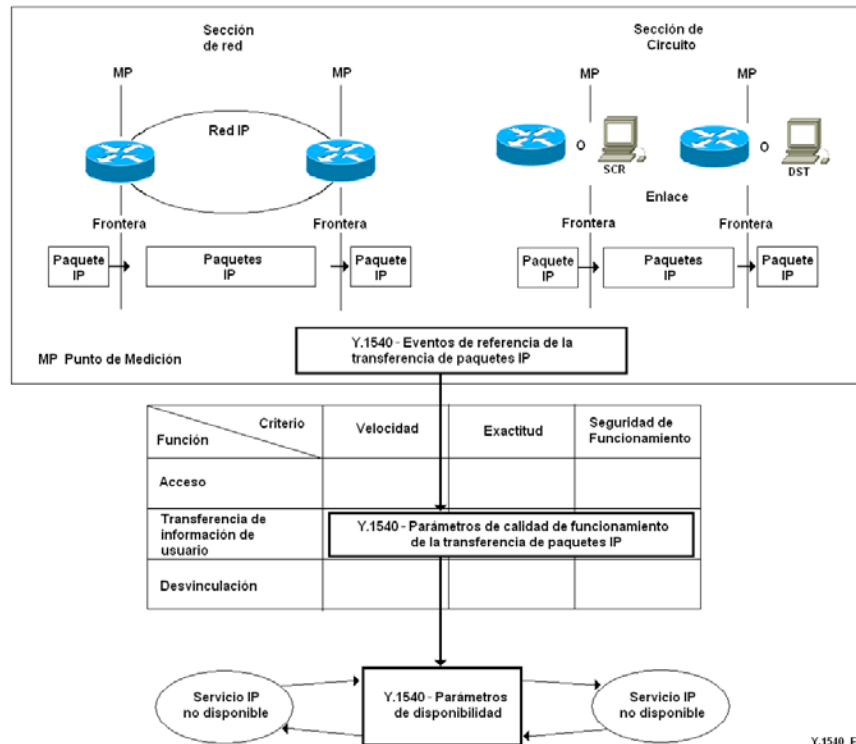 Sección
de red
Sección de
Circuito
MP
MP
MP
MP
Red IP
O
SCR
O
DST
Enlace
Frontera
Frontera
Frontera
Frontera
Paquete
IP
Paquetes
IP
Paquete
IP
Paquete
IP
Paquetes
IP
Paquete
IP
MP Punto de Medición
Y.1540 - Eventos de referencia de la
transferencia de paquetes IP
Criterio
Función
Velocidad
Exactitud
Seguridad de
Funcionamiento
Acceso
Transferencia de
información de
usuario
Y.1540 - Parámetros de calidad de funcionamiento
de la transferencia de paquetes IP
Desvinculación
Servicio IP
no disponible
Y.1540 - Parámetros
de disponibilidad
Servicio IP
no disponible
Y.1540